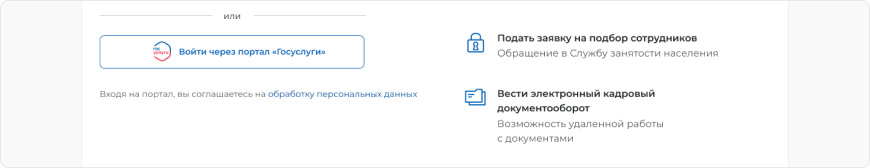 или
гос
услуги
Войти через портал «Госуслуги»
Входя на портал, вы соглашаетесь на обработку персональных данных
Подать заявку на подбор сотрудников
Обращение в Службу занятости населения
Вести электронный кадровый
документооборот
Возможность удаленной работы
с документами